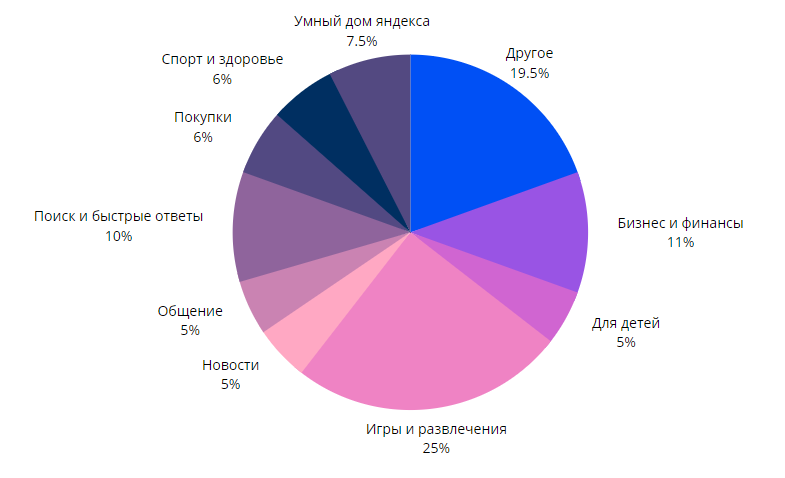 Умный дом яндекса
7.5%
Другое
19.5%
Спорт и здоровье
6%
Покупки
6%
Поиск и быстрые ответы
10%
Бизнес и финансы
11%
Общение
5%
Для детей
5%
Новости
5%
Игры и развлечения
25%